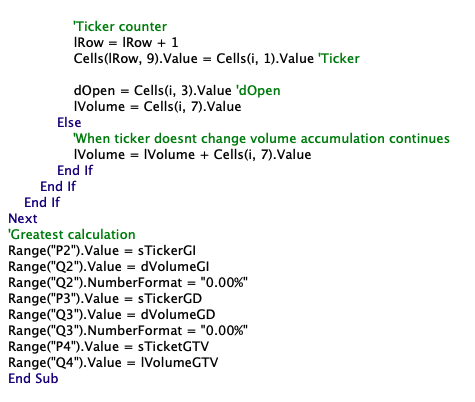 'Ticker counter
lRow = lRow + 1
Cells(lRow, 9).Value = Cells(i, 1).Value 'Ticker
dOpen = Cells(i, 3).Value 'dOpen
lVolume = Cells(i, 7).Value
Else
'When ticker doesnt change volume accumulation continues
lVolume = lVolume + Cells(i, 7).Value
End If
End If
End If
Next
'Greatest calculation
Range("P2").Value = sTickerGI
Range("Q2").Value = dVolumeGI
Range("Q2").NumberFormat = "0.00%"
Range("P3").Value = sTickerGD
Range("Q3").Value = dVolumeGD
Range("Q3").NumberFormat = "0.00%"
Range("P4").Value = sTicketGTV
Range("Q4").Value = lVolumeGTV
End Sub